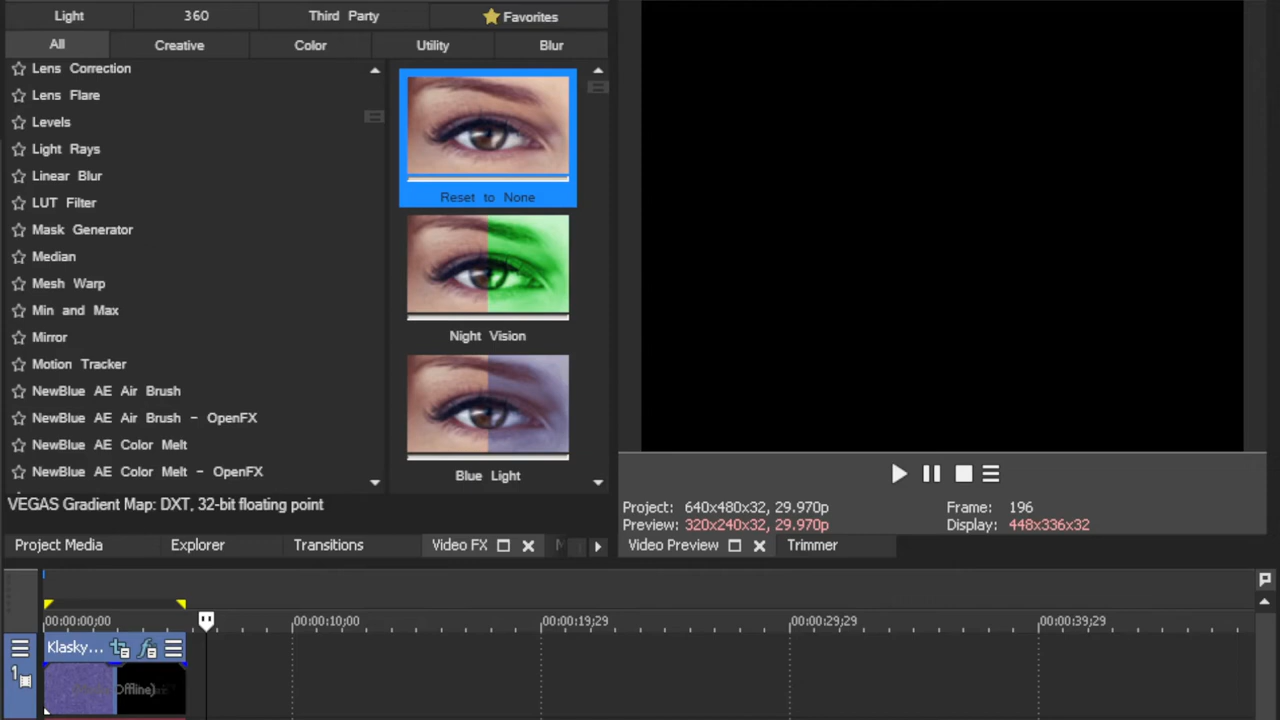 Light 360 Third Party Favorites
All Creative Color Utility Blur
Lens Correction
Lens Flare
Levels
Light Rays
Linear Blur
LUT Filter
Mask Generator
Median
Mesh Warp
Min and Max
Mirror
Motion Tracker
NewBlue AE Air Brush
NewBlue AE Air Brush - OpenFX
NewBlue AE Color Melt
NewBlue AE Color Melt - OpenFX
Reset to None
Night Vision
Blue Light
VEGAS Gradient Map: DXT, 32-bit floating point
Project: 640x480x32, 29.970p
Preview: 320x240x32, 29.970p
Frame: 196
Display: 448x336x32
Project Media Explorer Transitions Video FX
Video Preview Trimmer
00:00:00;00 00:00:10;00 00:00:19;29 00:00:29;29 00:00:39;29
Klasky...
1
Offline)